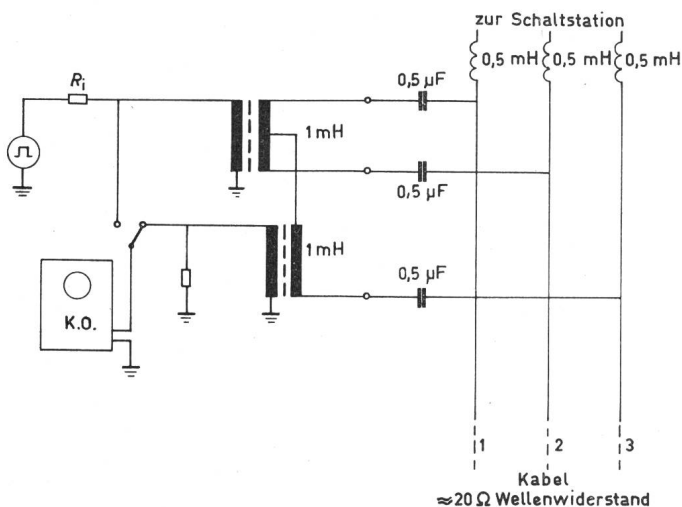 zur Schaltstation
0,5 mH
0,5 mH
0,5 mH
Ri
0,5 µF
1 mH
0,5 µF
1 mH
0,5 µF
K.O.
1
2
3
Kabel
≈20 Ω Wellenwiderstand